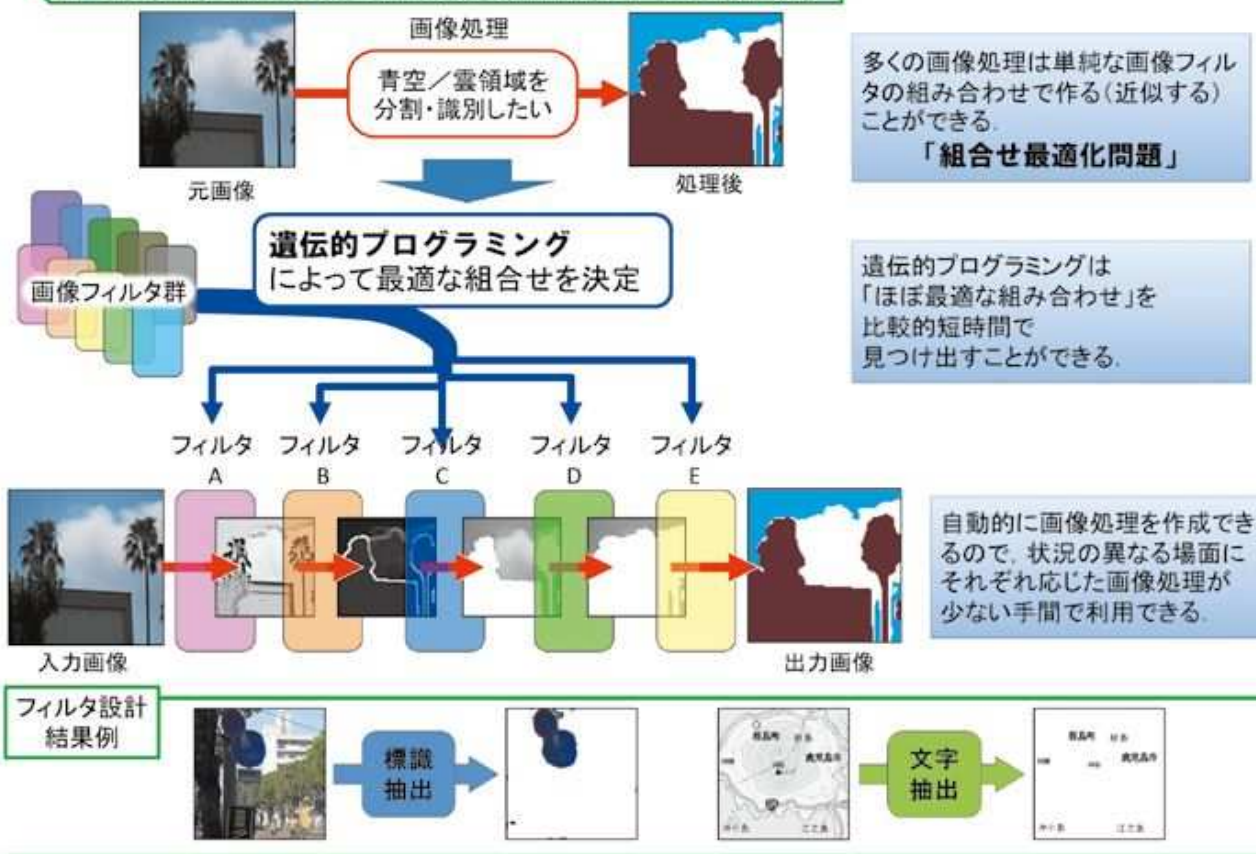 画像処理
青空／雲領域を
分割・識別したい
元画像
処理後
多くの画像処理は単純な画像フィル
タの組み合わせで作る(近似する)
ことができる.
「組合せ最適化問題」
画像フィルタ群
遺伝的プログラミング
によって最適な組合せを決定
遺伝的プログラミングは
「ほぼ最適な組み合わせ」を
比較的短時間で
見つけ出すことができる.
フィルタ
A
フィルタ
B
フィルタ
C
フィルタ
D
フィルタ
E
入力画像
出力画像
自動的に画像処理を作成でき
るので, 状況の異なる場面に
それぞれ応じた画像処理が
少ない手間で利用できる.
フィルタ設計
結果例
標識
抽出
文字
抽出